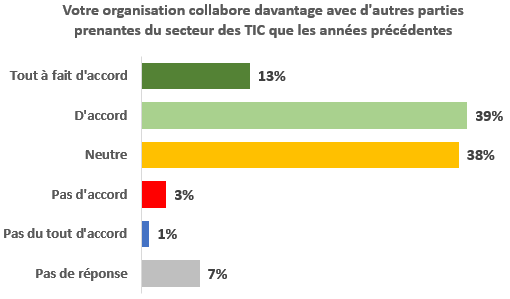 Votre organisation collabore davantage avec d'autres parties
prenantes du secteur des TIC que les années précédentes
Tout à fait d'accord 13%
D'accord 39%
Neutre 38%
Pas d'accord 3%
Pas du tout d'accord 1%
Pas de réponse 7%